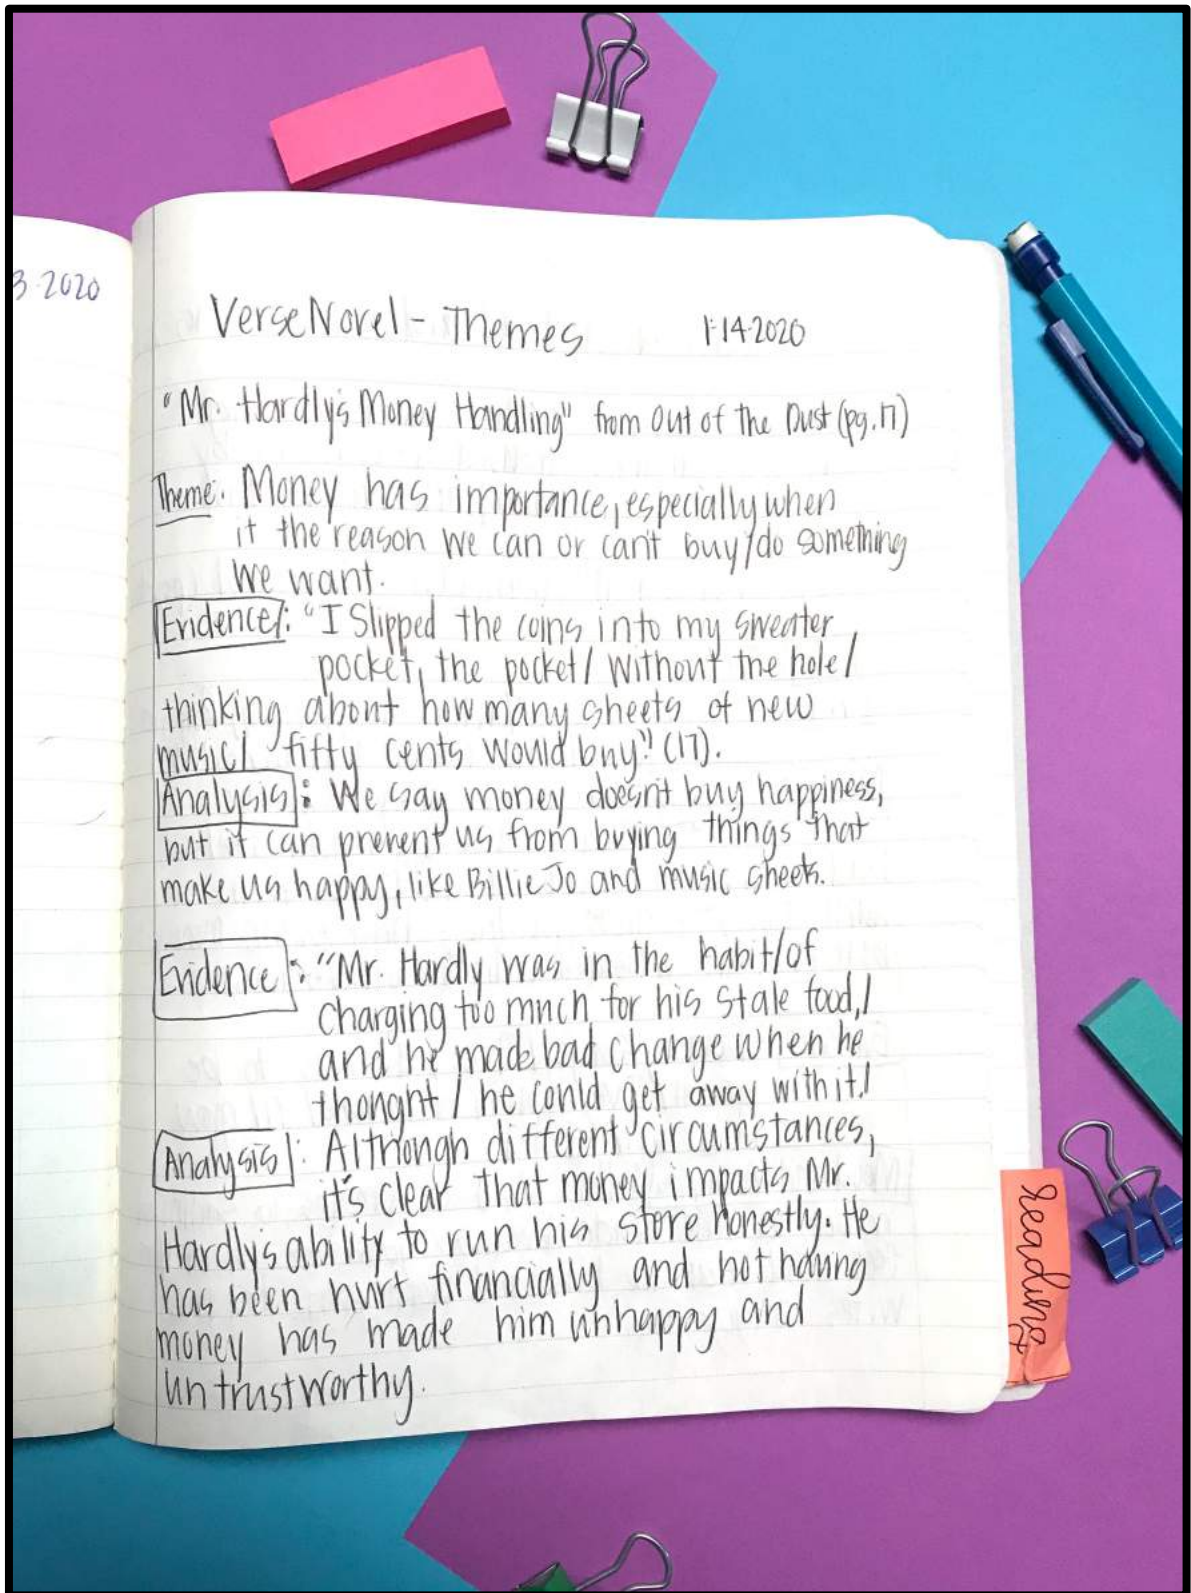 3·2020
Verse Novel - Themes 1·14·2020
"Mr. Hardly's Money Handling" from Out of the Dust (pg. 17)
Theme: Money has importance, especially when
it the reason we can or can't buy/do something
we want.
Evidence: "I Slipped the coins into my sweater
pocket, the pocket/ without the hole/
thinking about how many sheets of new
music/ fifty cents would buy" (17).
Analysis: We say money doesn't buy happiness,
but it can prevent us from buying things that
make us happy, like Billie Jo and music sheets.
Evidence: "Mr. Hardly was in the habit/of
charging too much for his stale food,/
and he made bad change when he
thought / he could get away with it./
Analysis: Although different circumstances,
it's clear that money impacts Mr.
Hardly's ability to run his store honestly. He
has been hurt financially and not having
money has made him unhappy and
untrustworthy.
reading